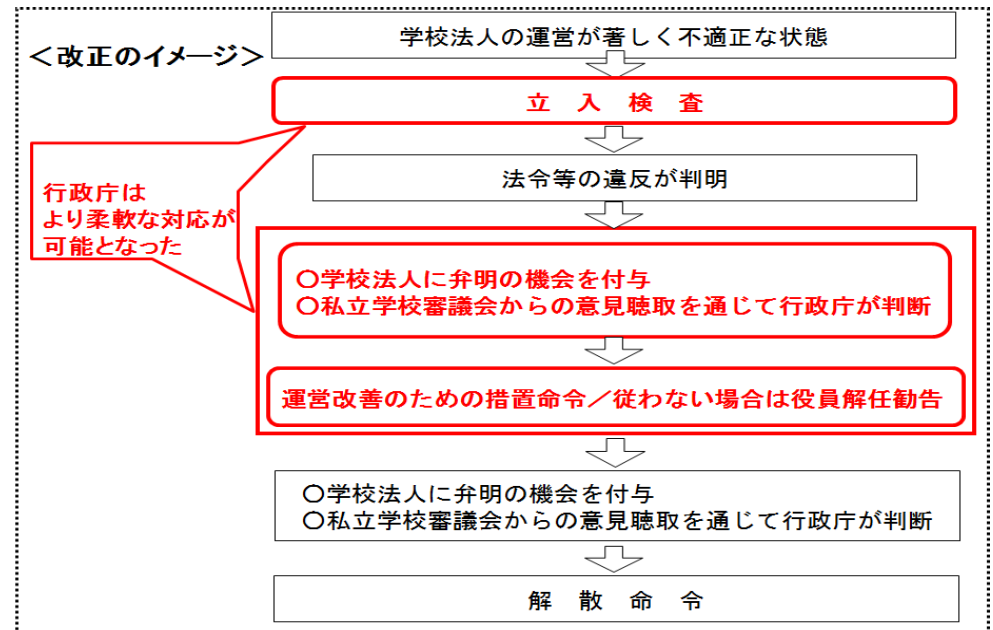 ＜改正のイメージ＞
学校法人の運営が著しく不適正な状態
立　入　検　査
法令等の違反が判明
行政庁は
より柔軟な対応が
可能となった
〇学校法人に弁明の機会を付与
〇私立学校審議会からの意見聴取を通じて行政庁が判断
運営改善のための措置命令／従わない場合は役員解任勧告
〇学校法人に弁明の機会を付与
〇私立学校審議会からの意見聴取を通じて行政庁が判断
解　散　命　令